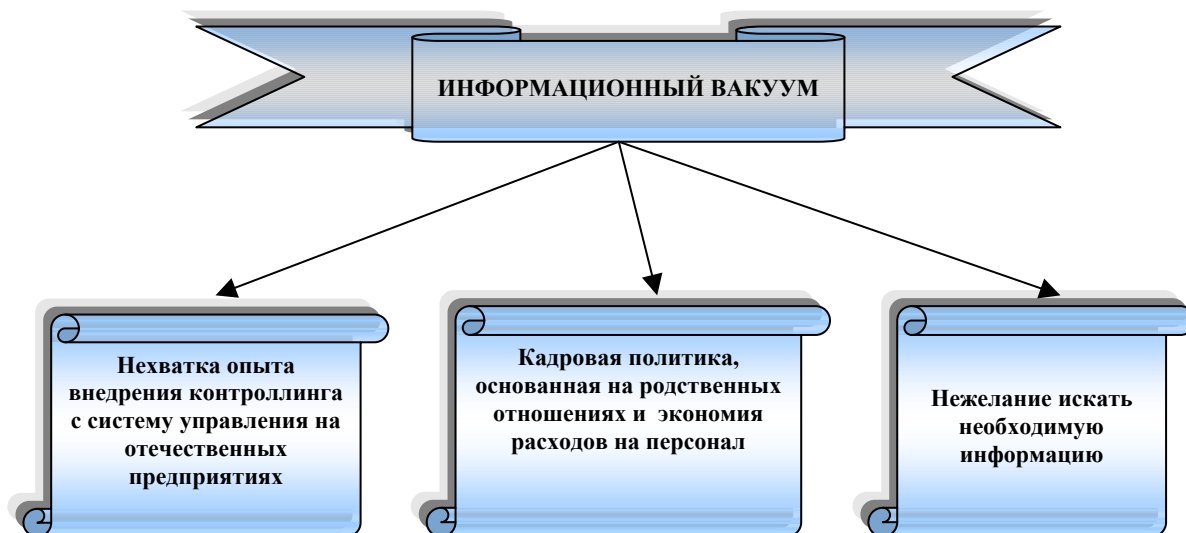 ИНФОРМАЦИОННЫЙ ВАКУУМ
Нехватка опыта
внедрения контроллинга
с систему управления на
отечественных
предприятиях
Кадровая политика,
основанная на родственных
отношениях и экономия
расходов на персонал
Нежелание искать
необходимую
информацию